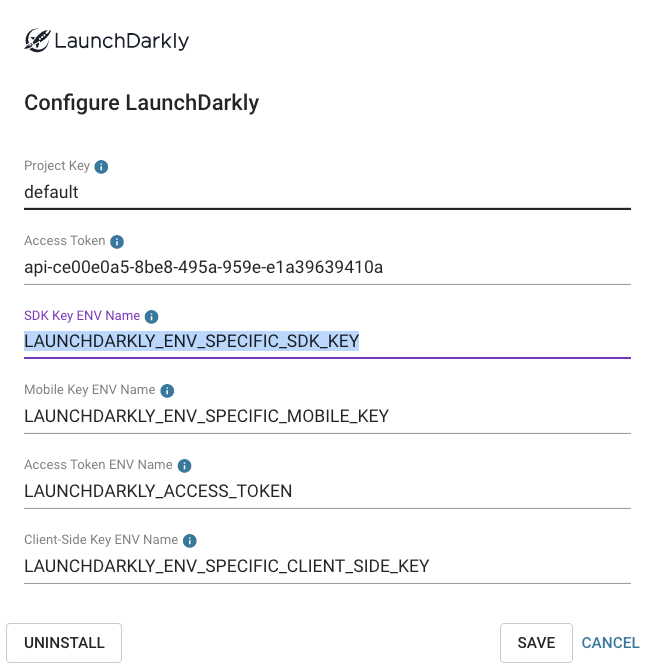 LaunchDarkly
Configure LaunchDarkly
Project Key
default
Access Token
api-ce00e0a5-8be8-495a-959e-e1a39639410a
SDK Key ENV Name
LAUNCHDARKLY_ENV_SPECIFIC_SDK_KEY
Mobile Key ENV Name
LAUNCHDARKLY_ENV_SPECIFIC_MOBILE_KEY
Access Token ENV Name
LAUNCHDARKLY_ACCESS_TOKEN
Client-Side Key ENV Name
LAUNCHDARKLY_ENV_SPECIFIC_CLIENT_SIDE_KEY
UNINSTALL SAVE CANCEL